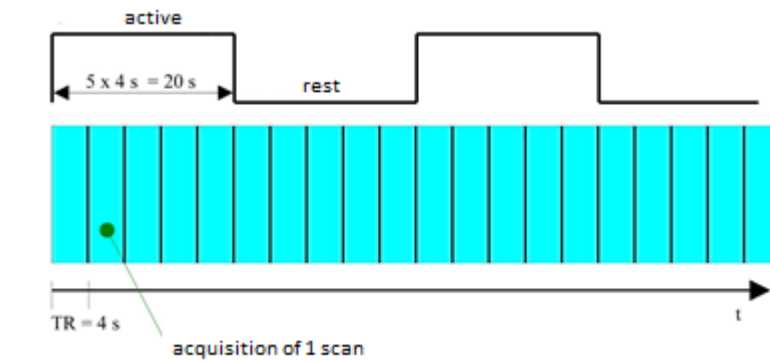 active
5 x 4 s = 20 s
rest
TR = 4 s
t
acquisition of 1 scan